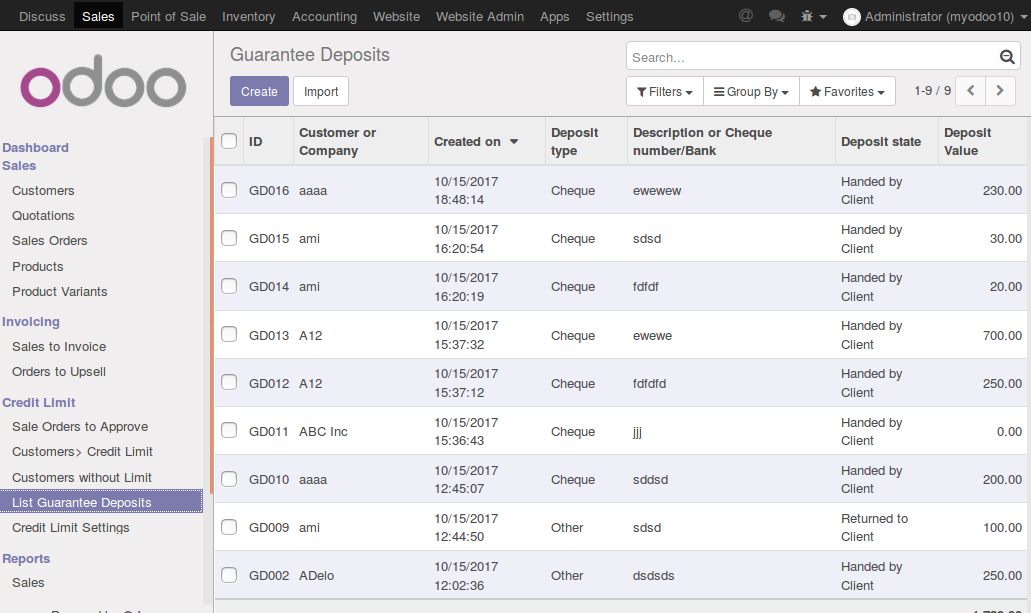 Discuss Sales Point of Sale Inventory Accounting Website Website Admin Apps Settings @ Administrator (myodoo10)
odoo
Dashboard
Sales
Customers
Quotations
Sales Orders
Products
Product Variants
Invoicing
Sales to Invoice
Orders to Upsell
Credit Limit
Sale Orders to Approve
Customers> Credit Limit
Customers without Limit
List Guarantee Deposits
Credit Limit Settings
Reports
Sales
Guarantee Deposits
Search...
Create Import
Filters Group By Favorites 1-9 / 9
ID Customer or Company Created on Deposit type Description or Cheque number/Bank Deposit state Deposit Value
GD016 aaaa 10/15/2017 18:48:14 Cheque ewewew Handed by Client 230.00
GD015 ami 10/15/2017 16:20:54 Cheque sdsd Handed by Client 30.00
GD014 ami 10/15/2017 16:20:19 Cheque fdfdf Handed by Client 20.00
GD013 A12 10/15/2017 15:37:32 Cheque ewewe Handed by Client 700.00
GD012 A12 10/15/2017 15:37:12 Cheque fdfdfd Handed by Client 250.00
GD011 ABC Inc 10/15/2017 15:36:43 Cheque jjj Handed by Client 0.00
GD010 aaaa 10/15/2017 12:45:07 Cheque sddsd Handed by Client 200.00
GD009 ami 10/15/2017 12:44:50 Other sdsd Returned to Client 100.00
GD002 ADelo 10/15/2017 12:02:36 Other dsdsds Handed by Client 250.00